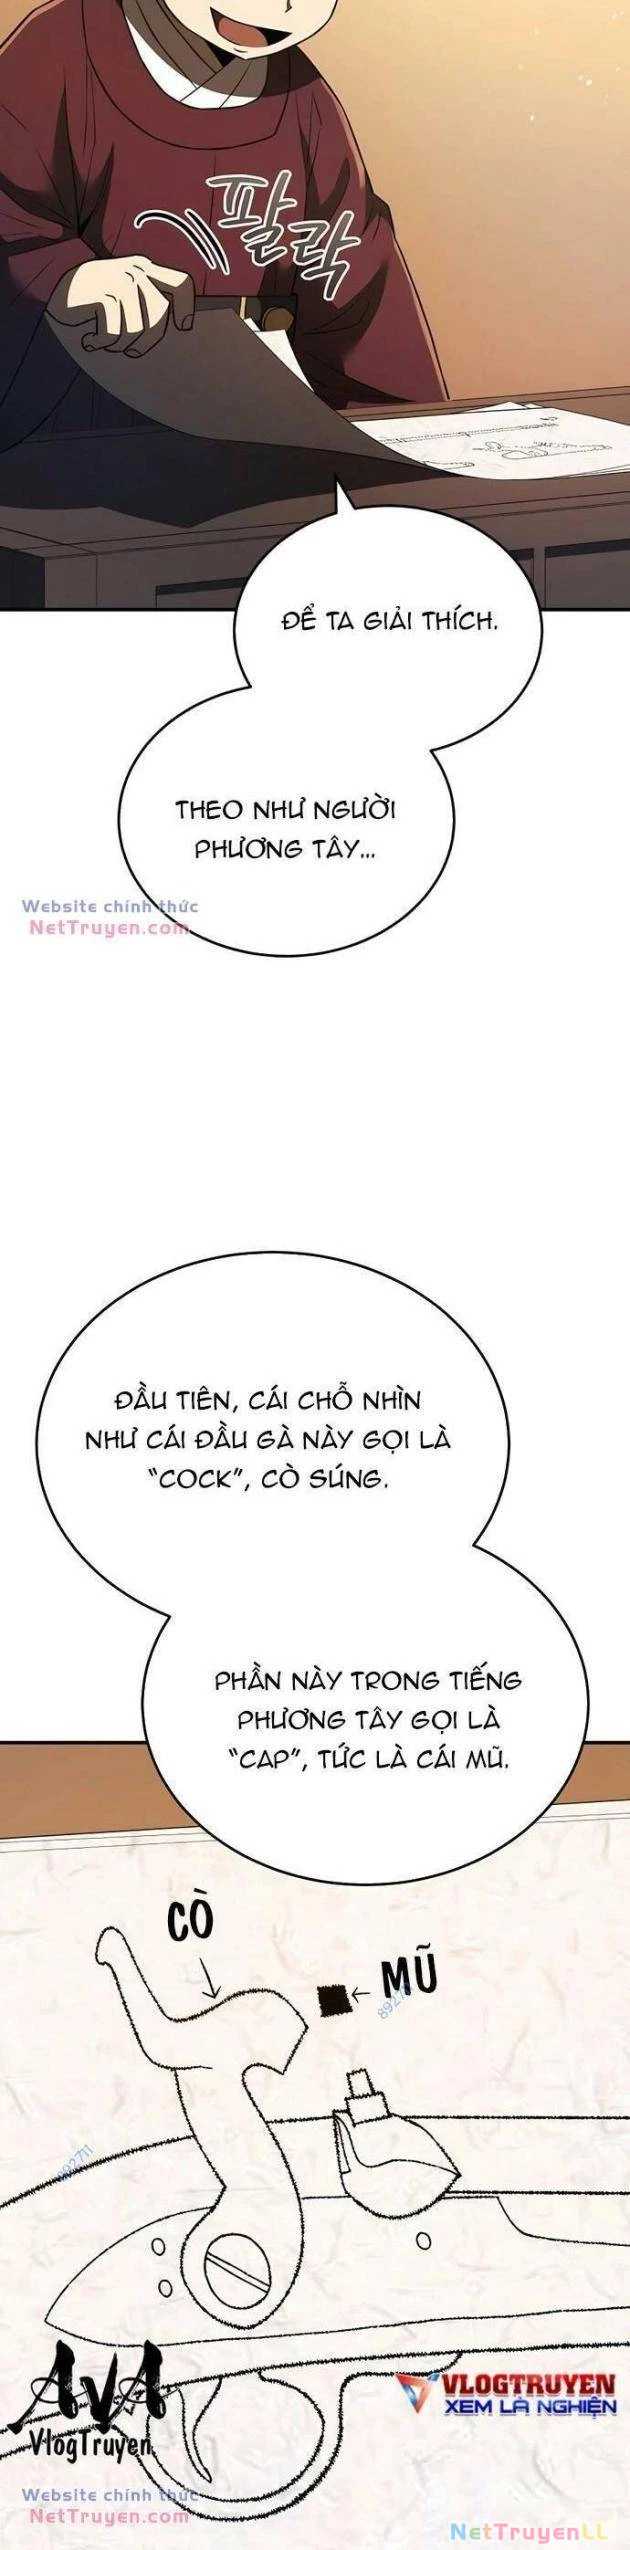 팔락
ĐỂ TA GIẢI THÍCH.
THEO NHƯ NGƯỜI
PHƯƠNG TÂY...
Website chính thức
NetTruyen.com
ĐẦU TIÊN, CÁI CHỖ NHÌN
NHƯ CÁI ĐẦU GÀ NÀY GỌI LÀ
"COCK", CÒ SÚNG.
PHẦN NÀY TRONG TIẾNG
PHƯƠNG TÂY GỌI LÀ
"CAP", TỨC LÀ CÁI MŨ.
CÒ
MŨ
892711
892711
AVA
VlogTruyen
VLOGTRUYEN
XEM LÀ NGHIỆN
Website chính thức
NetTruyen.com
NetTruyenLL